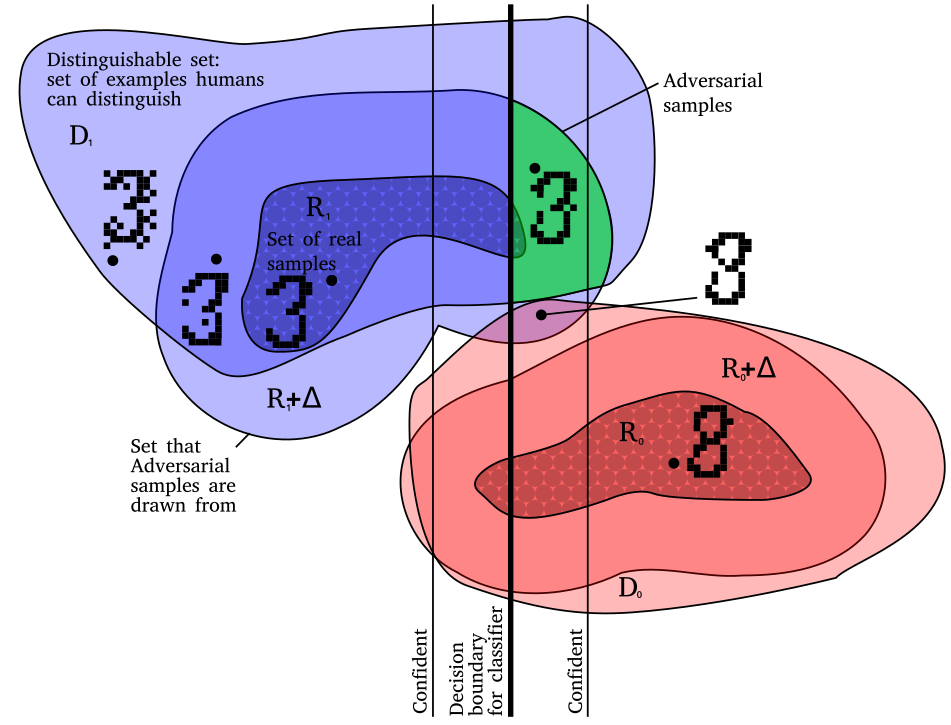 Distinguishable set:
set of examples humans
can distinguish
D₁
Adversarial
samples
R₁
Set of real
samples
R₁+Δ
Set that
Adversarial
samples are
drawn from
R₀+Δ
R₀
D₀
Confident
Decision
boundary
for classifier
Confident